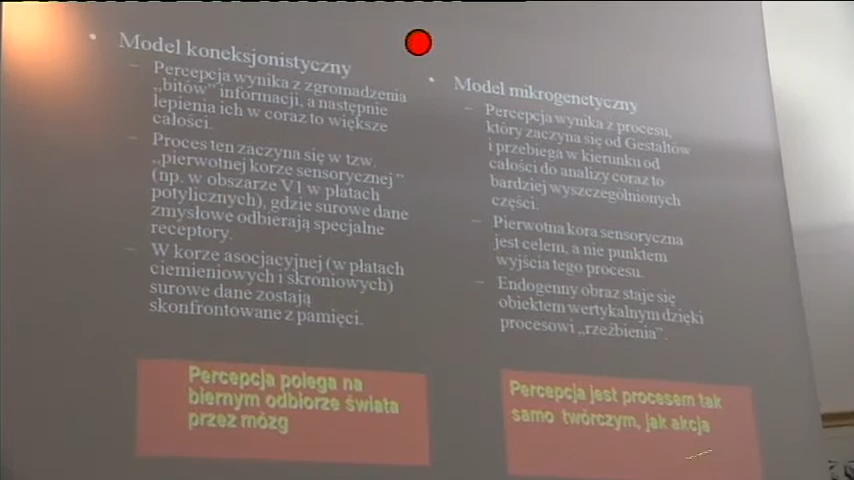 Model koneksjonistyczny
– Percepcja wynika z zgromadzenia
„bitów” informacji, a następnie
lepienia ich w coraz to większe
całości.
– Proces ten zaczyna się w tzw.
„pierwotnej korze sensorycznej”
(np. w obszarze V1 w płatach
potylicznych), gdzie surowe dane
zmysłowe odbierają specjalne
receptory.
– W korze asocjacyjnej (w płatach
ciemieniowych i skroniowych)
surowe dane zostają
skonfrontowane z pamięci.
Percepcja polega na
biernym odbiorze świata
przez mózg
Model mikrogenetyczny
– Percepcja wynika z procesu,
który zaczyna się od Gestaltów
i przebiega w kierunku od
całości do analizy coraz to
bardziej wyszczególnionych
części.
– Pierwotna kora sensoryczna
jest celem, a nie punktem
wyjścia tego procesu.
– Endogenny obraz staje się
obiektem wertykalnym dzięki
procesowi „rzeźbienia”.
Percepcja jest procesem tak
samo twórczym, jak akcja